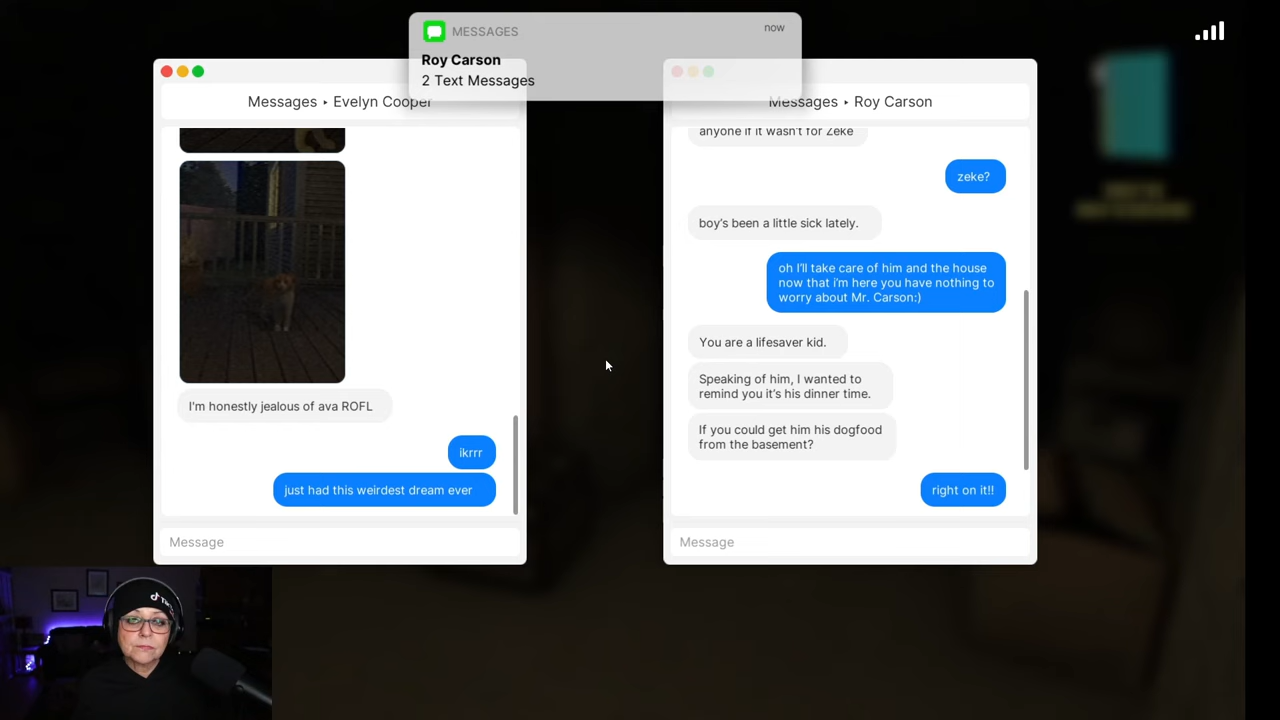 MESSAGES
now
Roy Carson
2 Text Messages
Messages ‣ Evelyn Cooper
I'm honestly jealous of ava ROFL
ikrrr
just had this weirdest dream ever
Message
Messages ‣ Roy Carson
anyone if it wasn't for Zeke
zeke?
boy's been a little sick lately.
oh I'll take care of him and the house
now that i'm here you have nothing to
worry about Mr. Carson:)
You are a lifesaver kid.
Speaking of him, I wanted to
remind you it's his dinner time.
If you could get him his dogfood
from the basement?
right on it!!
Message